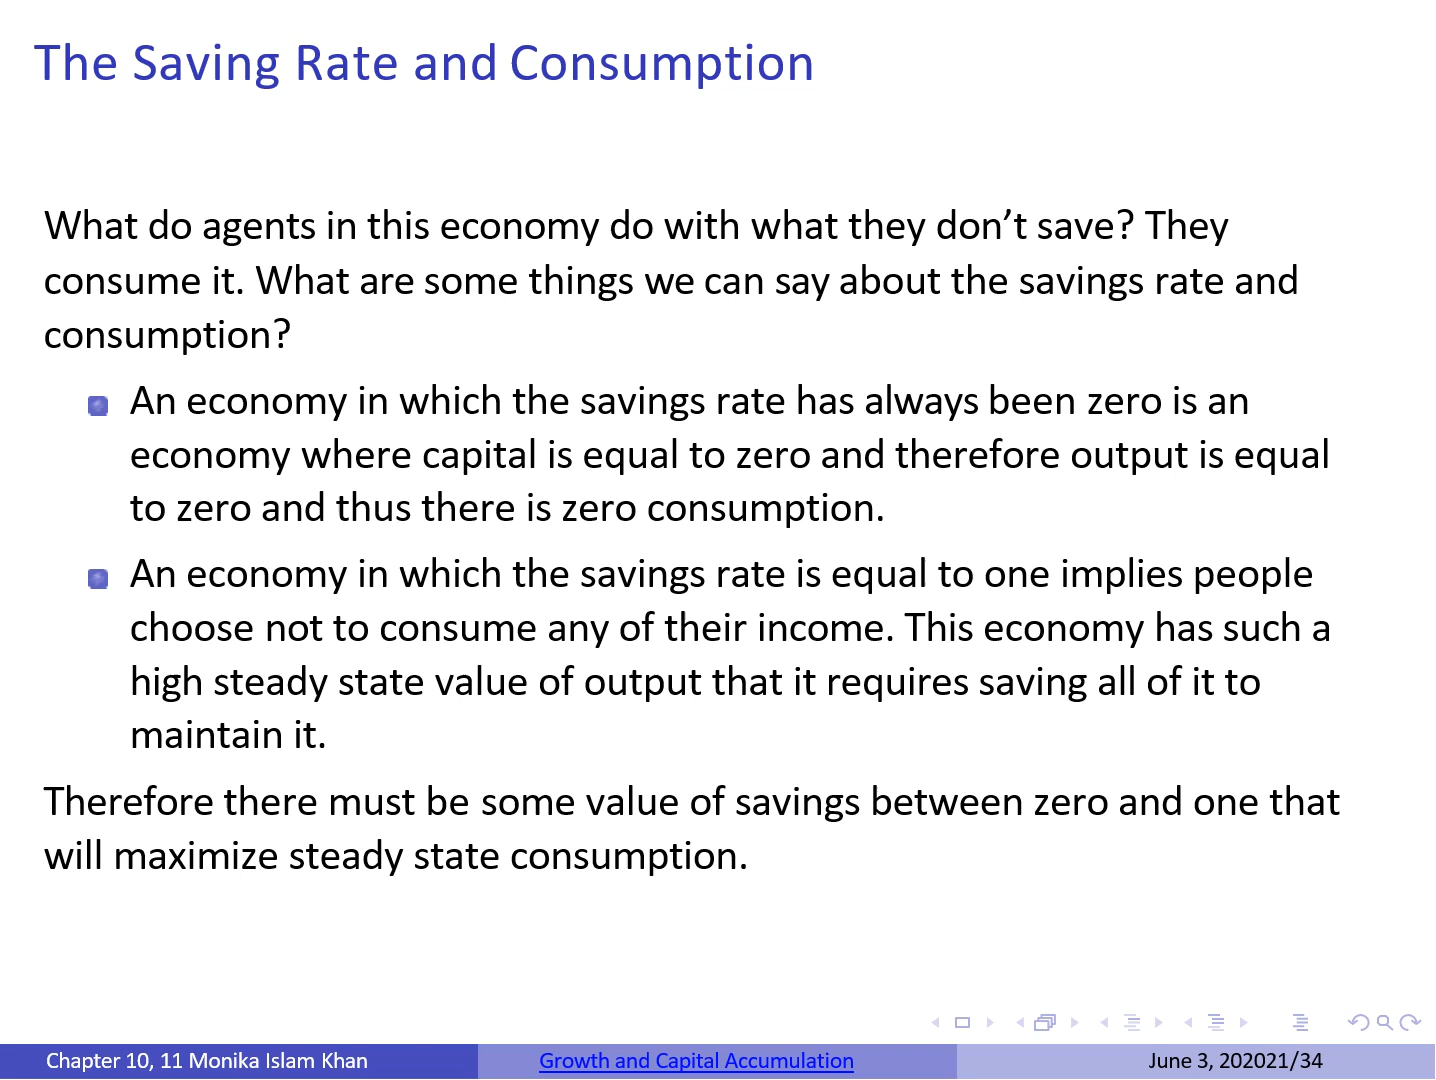 The Saving Rate and Consumption
What do agents in this economy do with what they don’t save? They
consume it. What are some things we can say about the savings rate and
consumption?
An economy in which the savings rate has always been zero is an
economy where capital is equal to zero and therefore output is equal
to zero and thus there is zero consumption.
An economy in which the savings rate is equal to one implies people
choose not to consume any of their income. This economy has such a
high steady state value of output that it requires saving all of it to
maintain it.
Therefore there must be some value of savings between zero and one that
will maximize steady state consumption.
Chapter 10, 11 Monika Islam Khan
Growth and Capital Accumulation
June 3, 202021/34